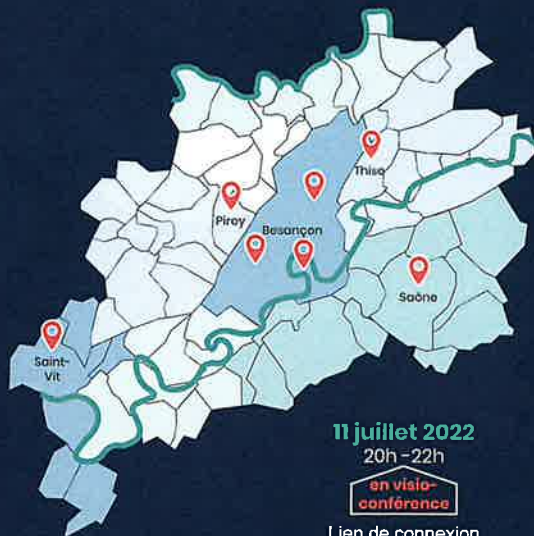 Thise
Pirey
Besançon
Saône
Saint-
Vit
11 juillet 2022
20h -22h
en visio-
conférence
Lien de connexion